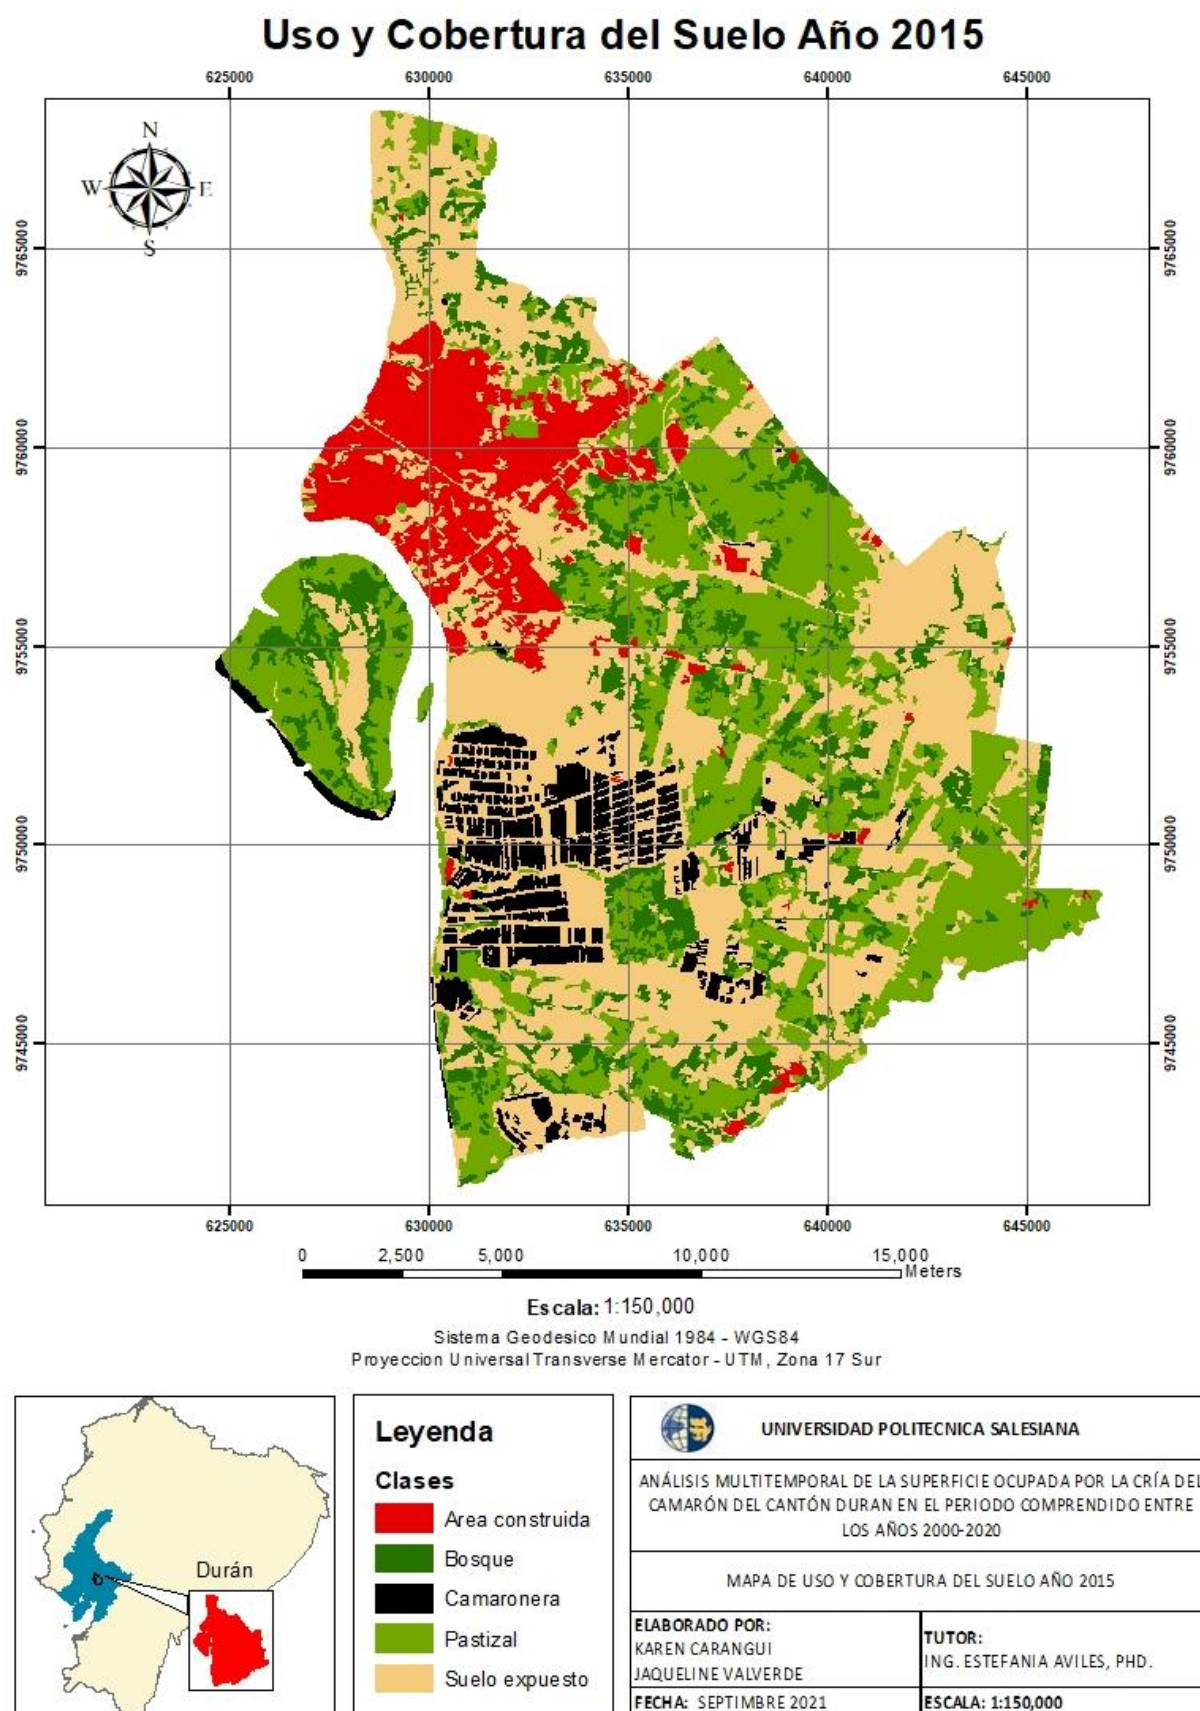 Uso y Cobertura del Suelo Año 2015
625000 630000 635000 640000 645000
N
W E
S
9765000 9765000
9760000 9760000
9755000 9755000
9750000 9750000
9745000 9745000
625000 630000 635000 640000 645000
0 2,500 5,000 10,000 15,000
Meters
Escala: 1:150,000
Sistema Geodesico Mundial 1984 - WGS84
Proyeccion Universal Transverse Mercator - UTM, Zona 17 Sur
Durán
Leyenda
Clases
Area construida
Bosque
Camaronera
Pastizal
Suelo expuesto
UNIVERSIDAD POLITECNICA SALESIANA
ANÁLISIS MULTITEMPORAL DE LA SUPERFICIE OCUPADA POR LA CRÍA DEL
CAMARÓN DEL CANTÓN DURAN EN EL PERIODO COMPRENDIDO ENTRE
LOS AÑOS 2000-2020
MAPA DE USO Y COBERTURA DEL SUELO AÑO 2015
ELABORADO POR:
KAREN CARANGUI
JAQUELINE VALVERDE
TUTOR:
ING. ESTEFANIA AVILES, PHD.
FECHA: SEPTIMBRE 2021
ESCALA: 1:150,000